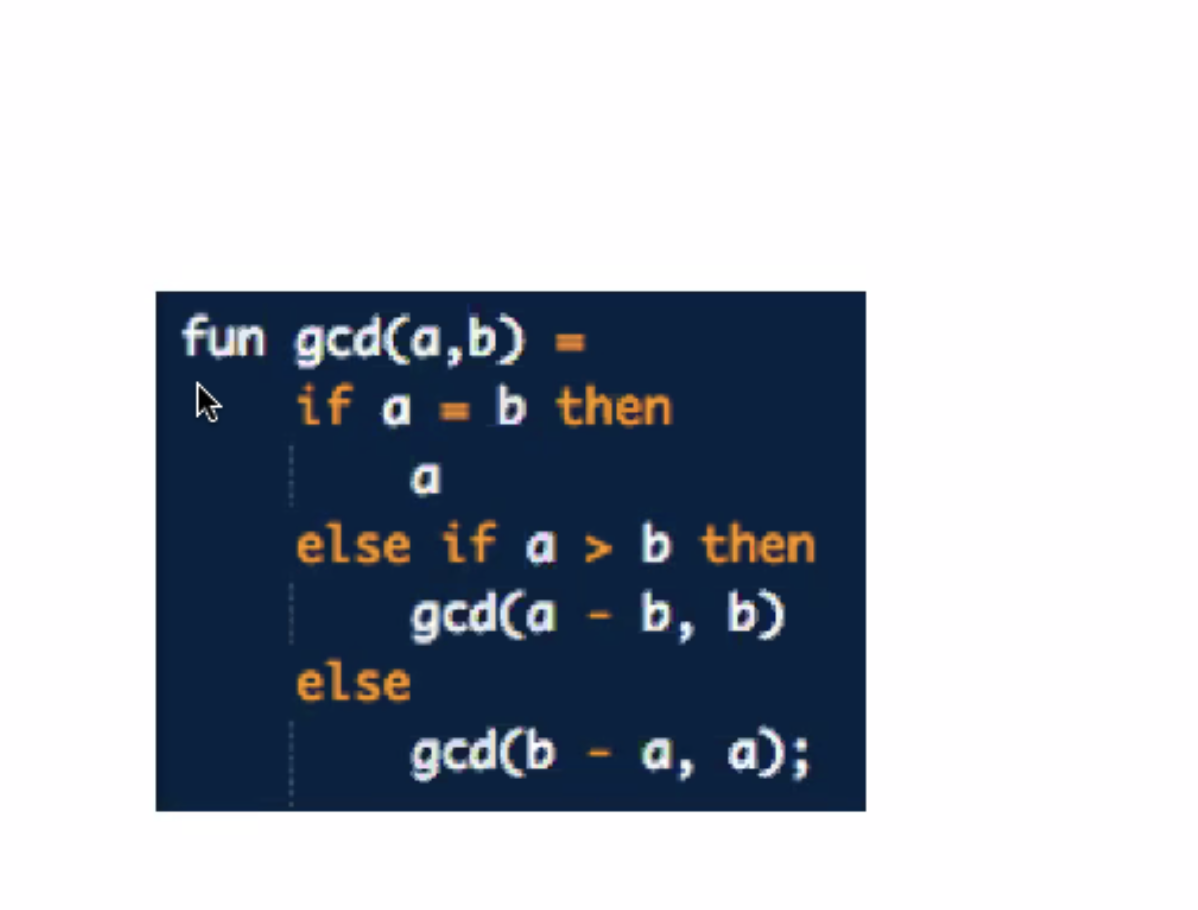 fun gcd(a,b) =
if a = b then
a
else if a > b then
gcd(a - b, b)
else
gcd(b - a, a);